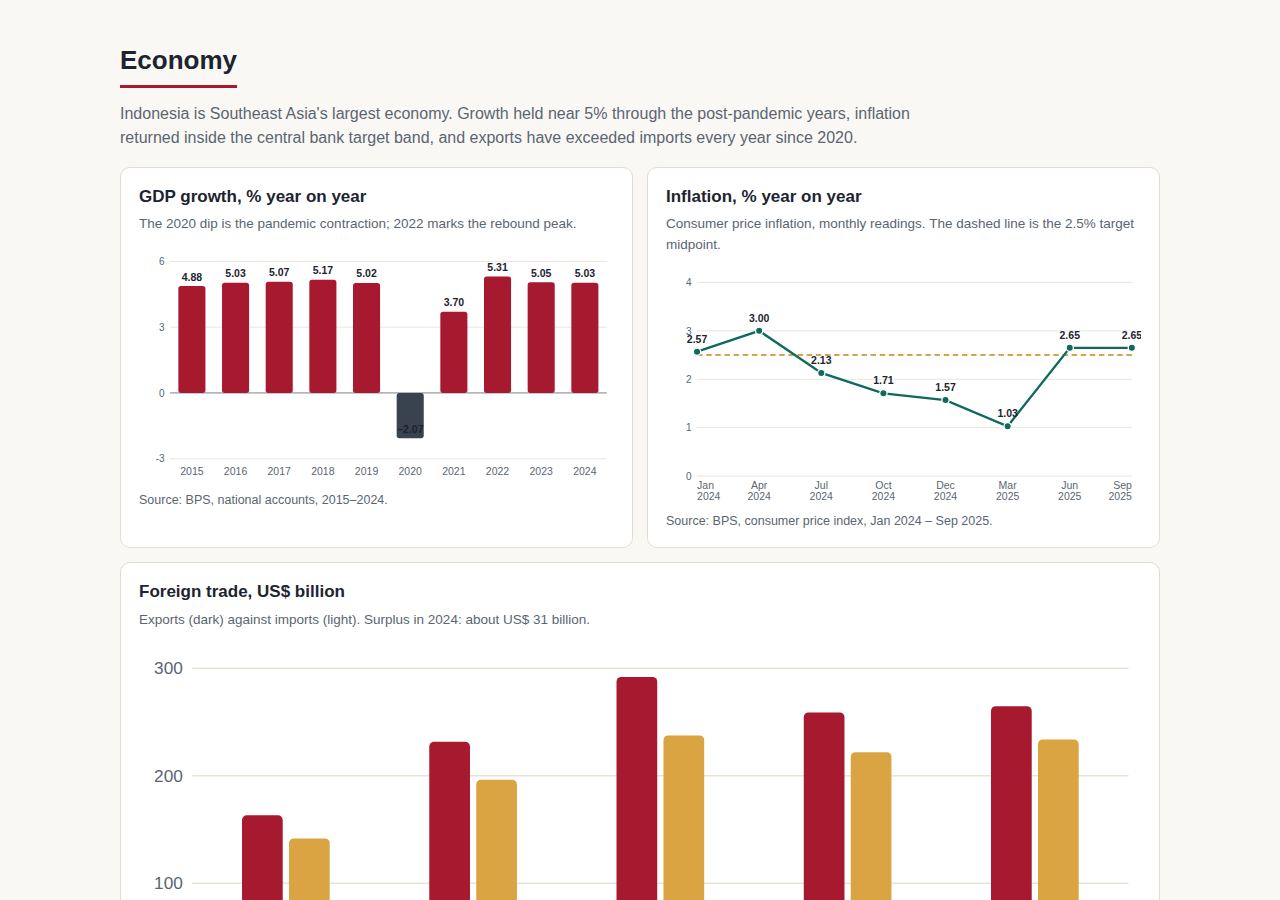 Economy
Indonesia is Southeast Asia's largest economy. Growth held near 5% through the post-pandemic years, inflation
returned inside the central bank target band, and exports have exceeded imports every year since 2020.
GDP growth, % year on year
The 2020 dip is the pandemic contraction; 2022 marks the rebound peak.
6
3
0
-3
4.88
5.03
5.07
5.17
5.02
−2.07
3.70
5.31
5.05
5.03
2015
2016
2017
2018
2019
2020
2021
2022
2023
2024
Source: BPS, national accounts, 2015–2024.
Inflation, % year on year
Consumer price inflation, monthly readings. The dashed line is the 2.5% target
midpoint.
4
3
2
1
0
2.57
3.00
2.13
1.71
1.57
1.03
2.65
2.65
Jan
2024
Apr
2024
Jul
2024
Oct
2024
Dec
2024
Mar
2025
Jun
2025
Sep
2025
Source: BPS, consumer price index, Jan 2024 – Sep 2025.
Foreign trade, US$ billion
Exports (dark) against imports (light). Surplus in 2024: about US$ 31 billion.
300
200
100